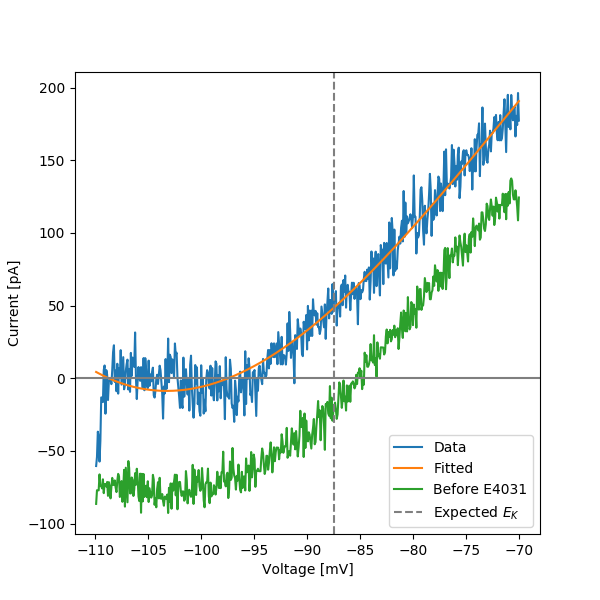 200
150
100
50
0
−50
−100
Current [pA]
Data
Fitted
Before E4031
Expected E_K
−110 −105 −100 −95 −90 −85 −80 −75 −70
Voltage [mV]